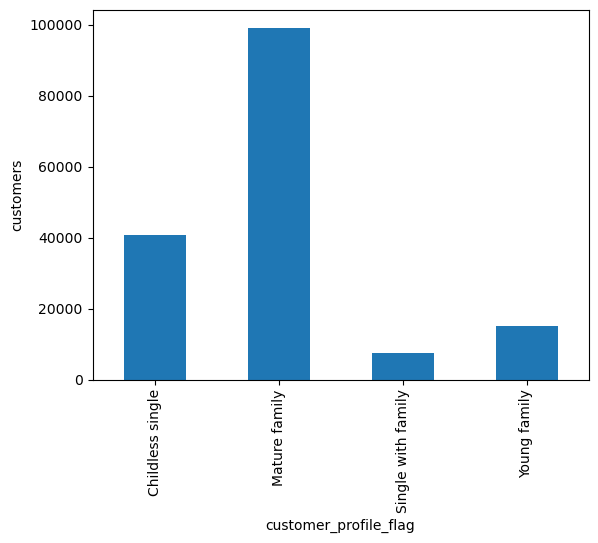 100000
80000
60000
40000
20000
0
customers
Childless single
Mature family
Single with family
Young family
customer_profile_flag